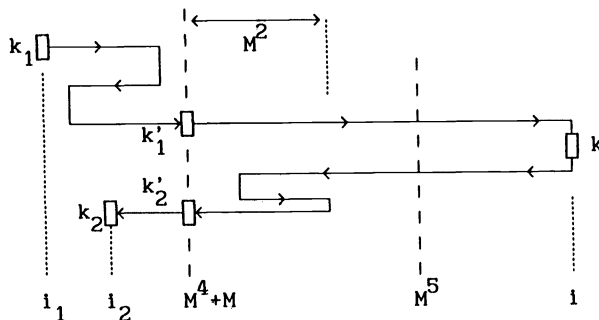 k₁
M²
k'₁
k
k'₂
k₂
i₁ i₂ M⁴+M M⁵ i